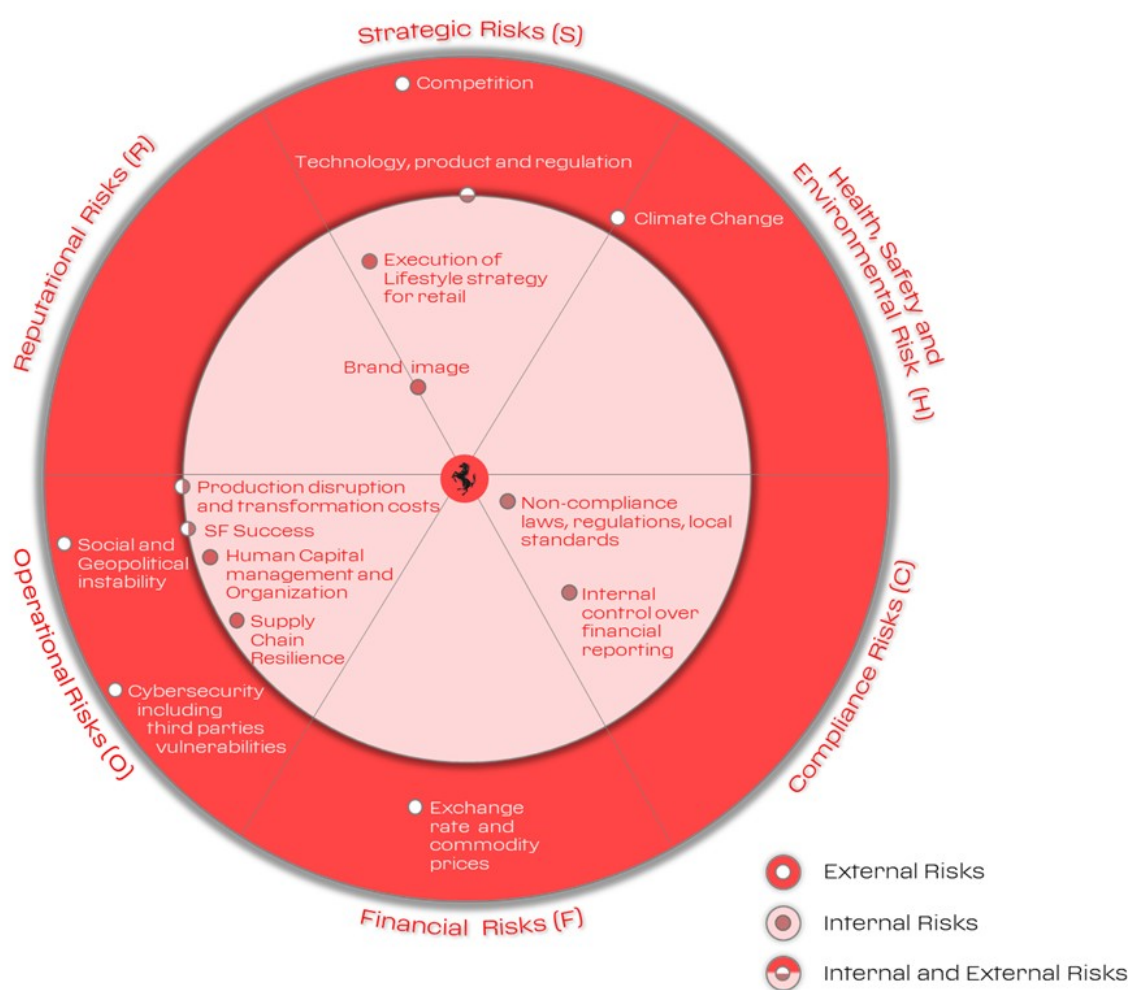 Strategic Risks (S)
Competition
Technology, product and regulation
Climate Change
Health, Safety and
Environmental Risk (H)
Reputational Risks (R)
Execution of
Lifestyle strategy
for retail
Brand image
Production disruption
and transformation costs
SF Success
Human Capital
management and
Organization
Supply
Chain
Resilience
Social and
Geopolitical
instability
Operational Risks (O)
Cybersecurity
including
third parties
vulnerabilities
Non-compliance
laws, regulations, local
standards
Internal
control over
financial
reporting
Compliance Risks (C)
Exchange
rate and
commodity
prices
Financial Risks (F)
External Risks
Internal Risks
Internal and External Risks